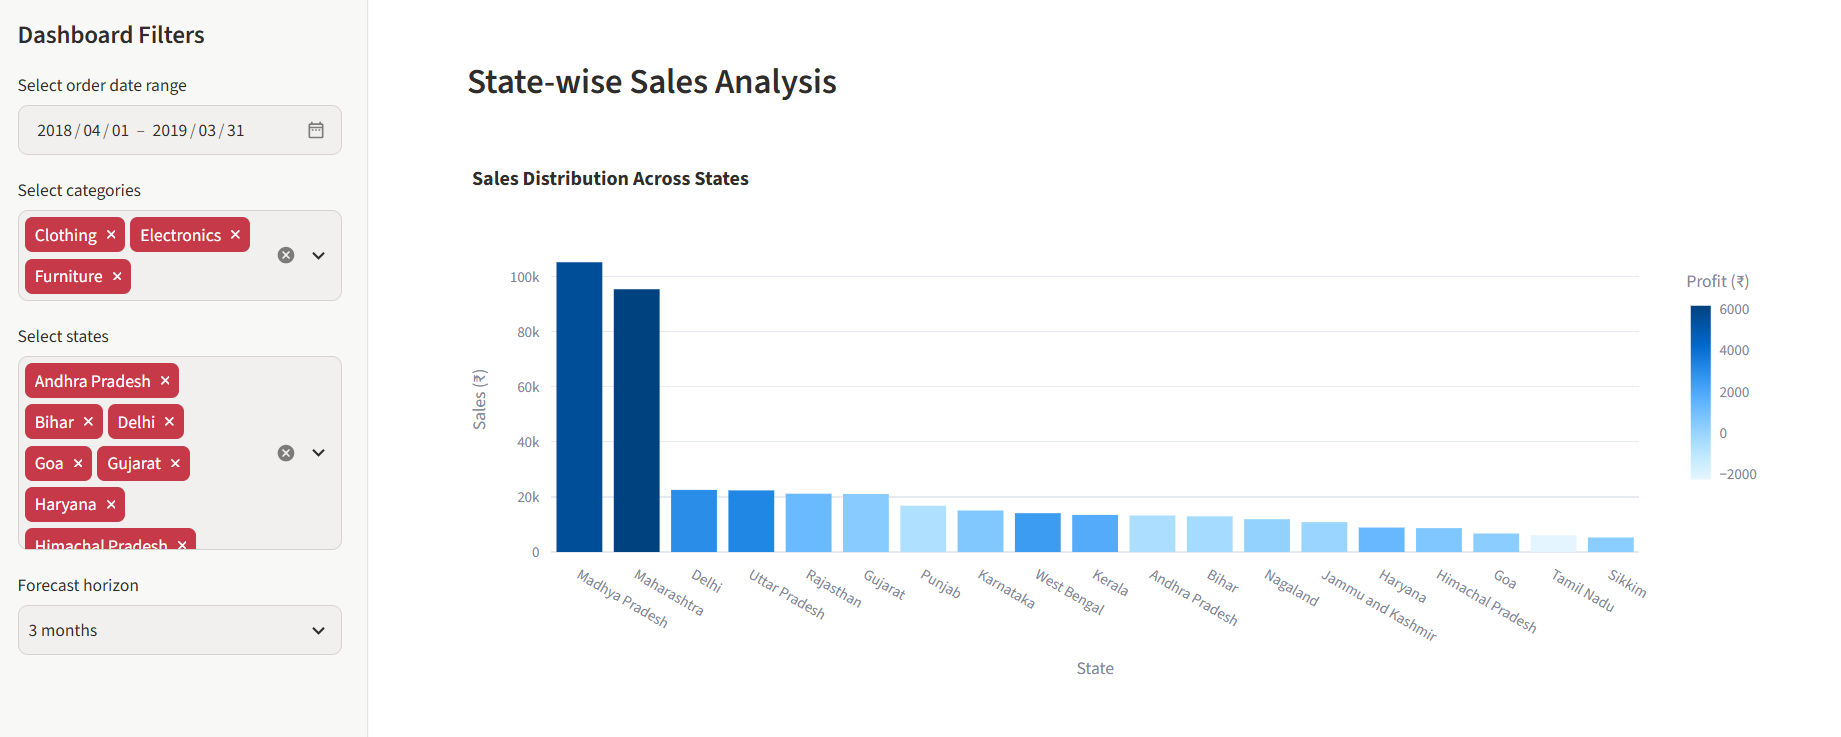 Dashboard Filters
Select order date range
2018/04/01 – 2019/03/31
Select categories
Clothing × Electronics ×
Furniture ×
Select states
Andhra Pradesh ×
Bihar × Delhi ×
Goa × Gujarat ×
Haryana ×
Himachal Pradesh ×
Forecast horizon
3 months
State-wise Sales Analysis
Sales Distribution Across States
Sales (₹)
100k
80k
60k
40k
20k
0
Madhya Pradesh
Maharashtra
Delhi
Uttar Pradesh
Rajasthan
Gujarat
Punjab
Karnataka
West Bengal
Kerala
Andhra Pradesh
Bihar
Nagaland
Jammu and Kashmir
Haryana
Himachal Pradesh
Goa
Tamil Nadu
Sikkim
State
Profit (₹)
6000
4000
2000
0
−2000